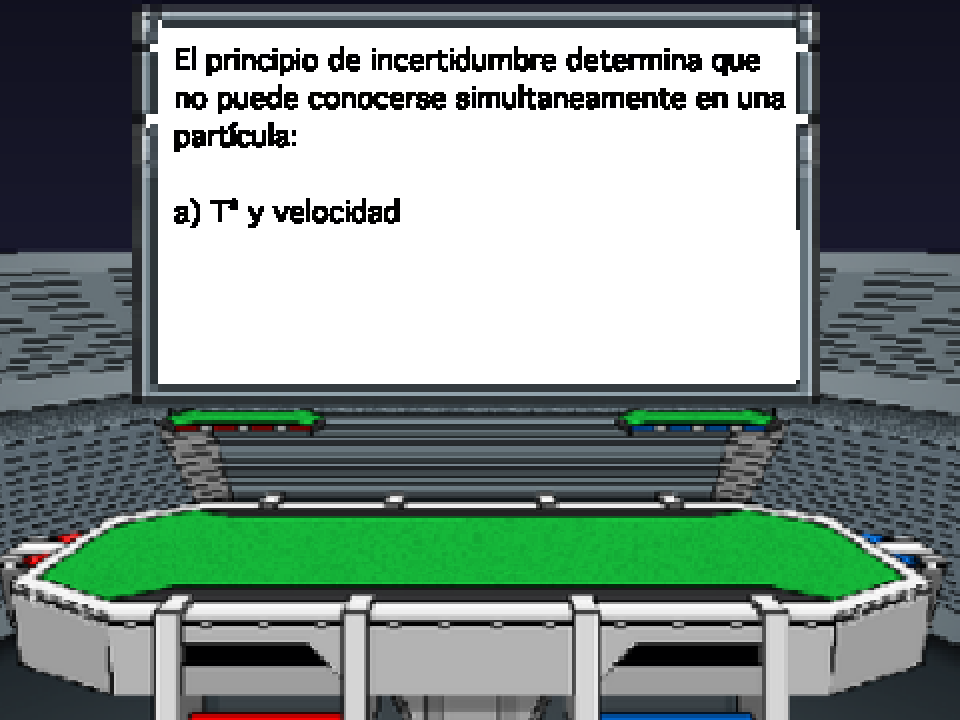 El principio de incertidumbre determina que
no puede conocerse simultaneamente en una
partícula:
a) Tª y velocidad